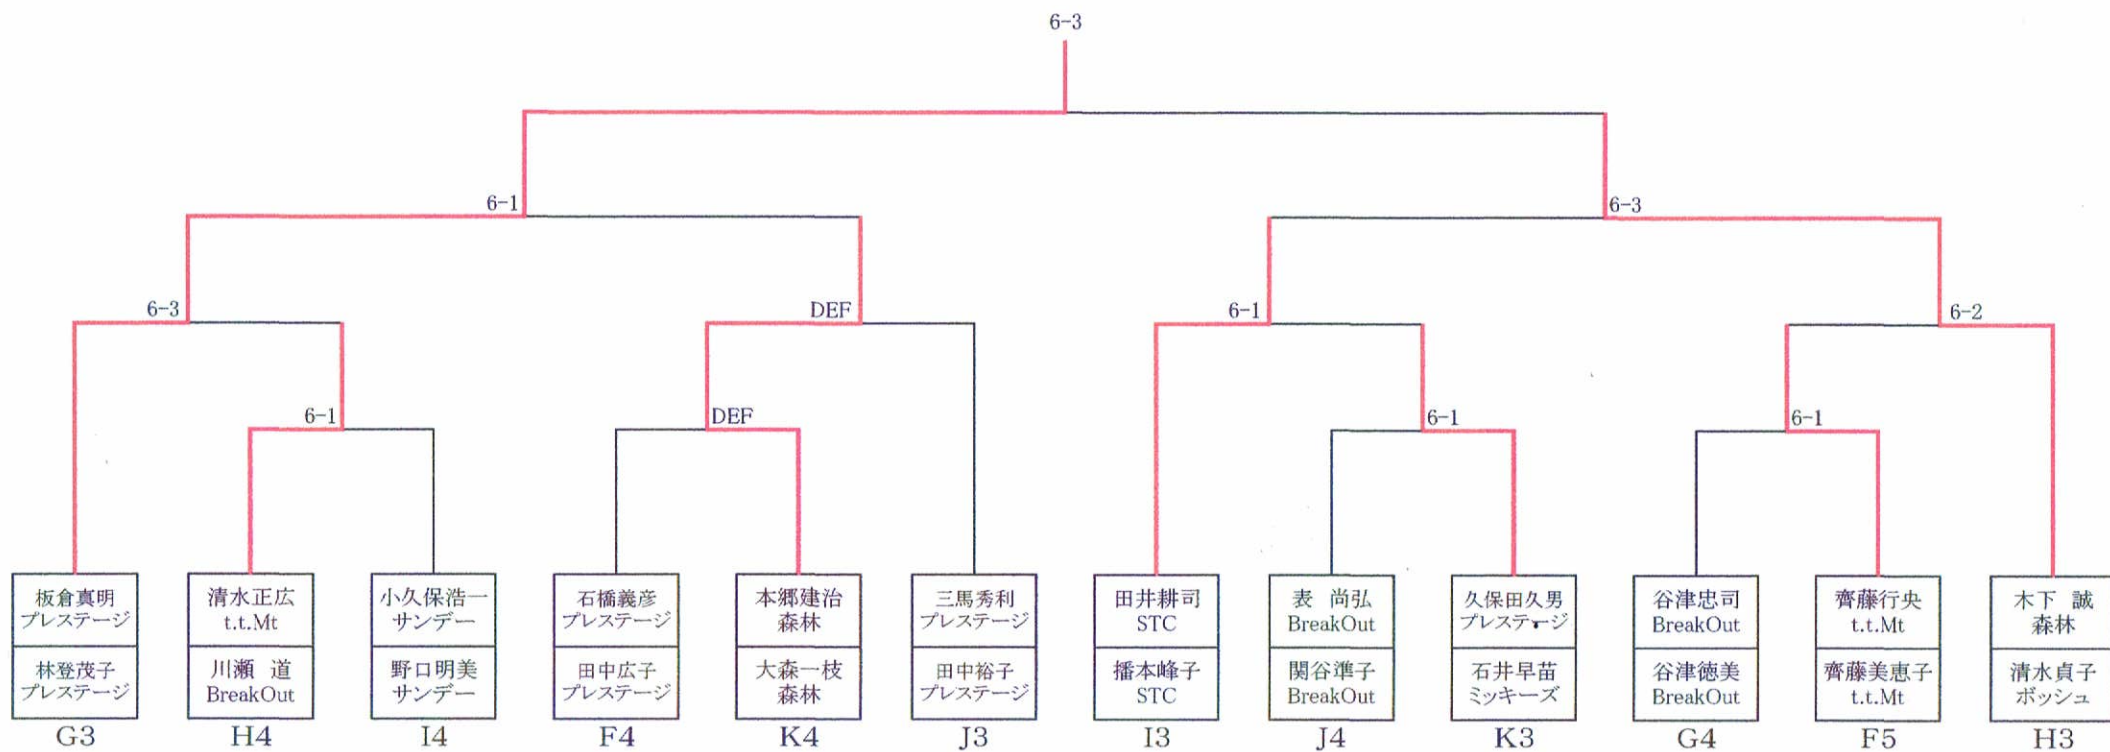 6-3
6-1
6-3
6-3
DEF
6-1
6-2
6-1
DEF
6-1
6-1
板倉真明
プレステージ
林登茂子
プレステージ
G3
清水正広
t.t.Mt
川瀬 道
BreakOut
H4
小久保浩一
サンデー
野口明美
サンデー
I4
石橋義彦
プレステージ
田中広子
プレステージ
F4
本郷建治
森林
大森一枝
森林
K4
三馬秀利
プレステージ
田中裕子
プレステージ
J3
田井耕司
STC
播本峰子
STC
I3
表 尚弘
BreakOut
関谷準子
BreakOut
J4
久保田久男
プレステージ
石井早苗
ミッキーズ
K3
谷津忠司
BreakOut
谷津徳美
BreakOut
G4
齊藤行央
t.t.Mt
齊藤美恵子
t.t.Mt
F5
木下 誠
森林
清水貞子
ボッシュ
H3